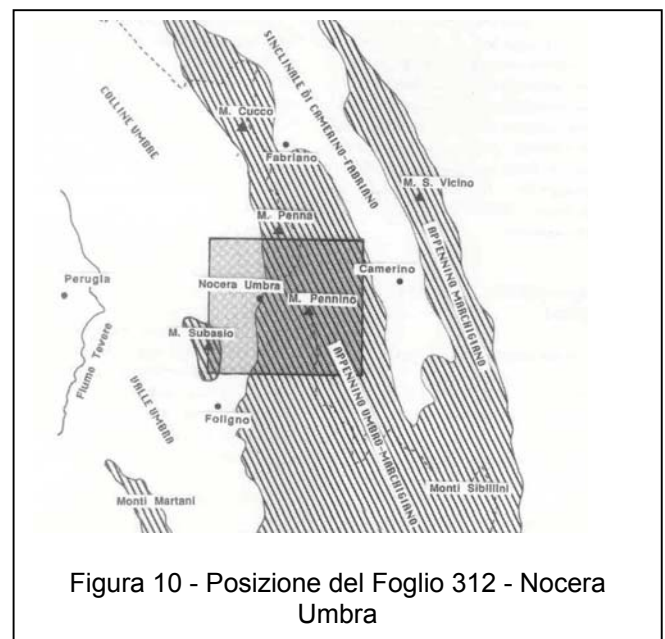 SINCLINALE DI CAMERINO-FABRIANO
COLLINE UMBRE
M. Cucco
Fabriano
M. S. Vicino
M. Penna
APPENNINO MARCHIGIANO
Perugia
Nocera Umbra
M. Pennino
Camerino
M. Subasio
Fiume Tevere
VALLE UMBRA
Foligno
APPENNINO UMBRO-MARCHIGIANO
Monti Martani
Monti Sibillini
Figura 10 - Posizione del Foglio 312 - Nocera
Umbra